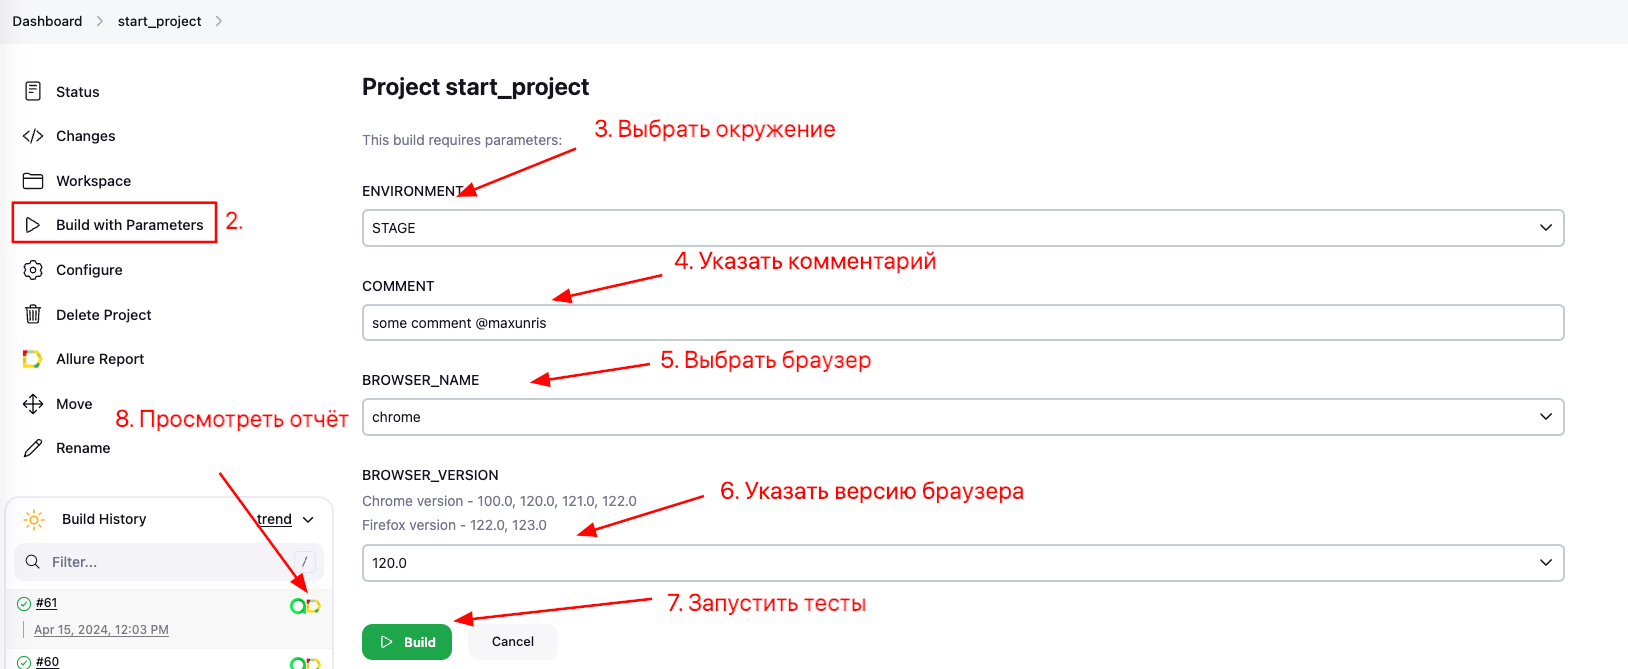 Dashboard
start_project
Status
Changes
Workspace
Build with Parameters
2.
Configure
Delete Project
Allure Report
Move
8. Просмотреть отчёт
Rename
Build History
trend
Filter...
/
#61
Apr 15, 2024, 12:03 PM
#60
Project start_project
This build requires parameters:
3. Выбрать окружение
ENVIRONMENT
STAGE
4. Указать комментарий
COMMENT
some comment @maxunris
5. Выбрать браузер
BROWSER_NAME
chrome
BROWSER_VERSION
Chrome version - 100.0, 120.0, 121.0, 122.0
6. Указать версию браузера
Firefox version - 122.0, 123.0
120.0
7. Запустить тесты
Build
Cancel